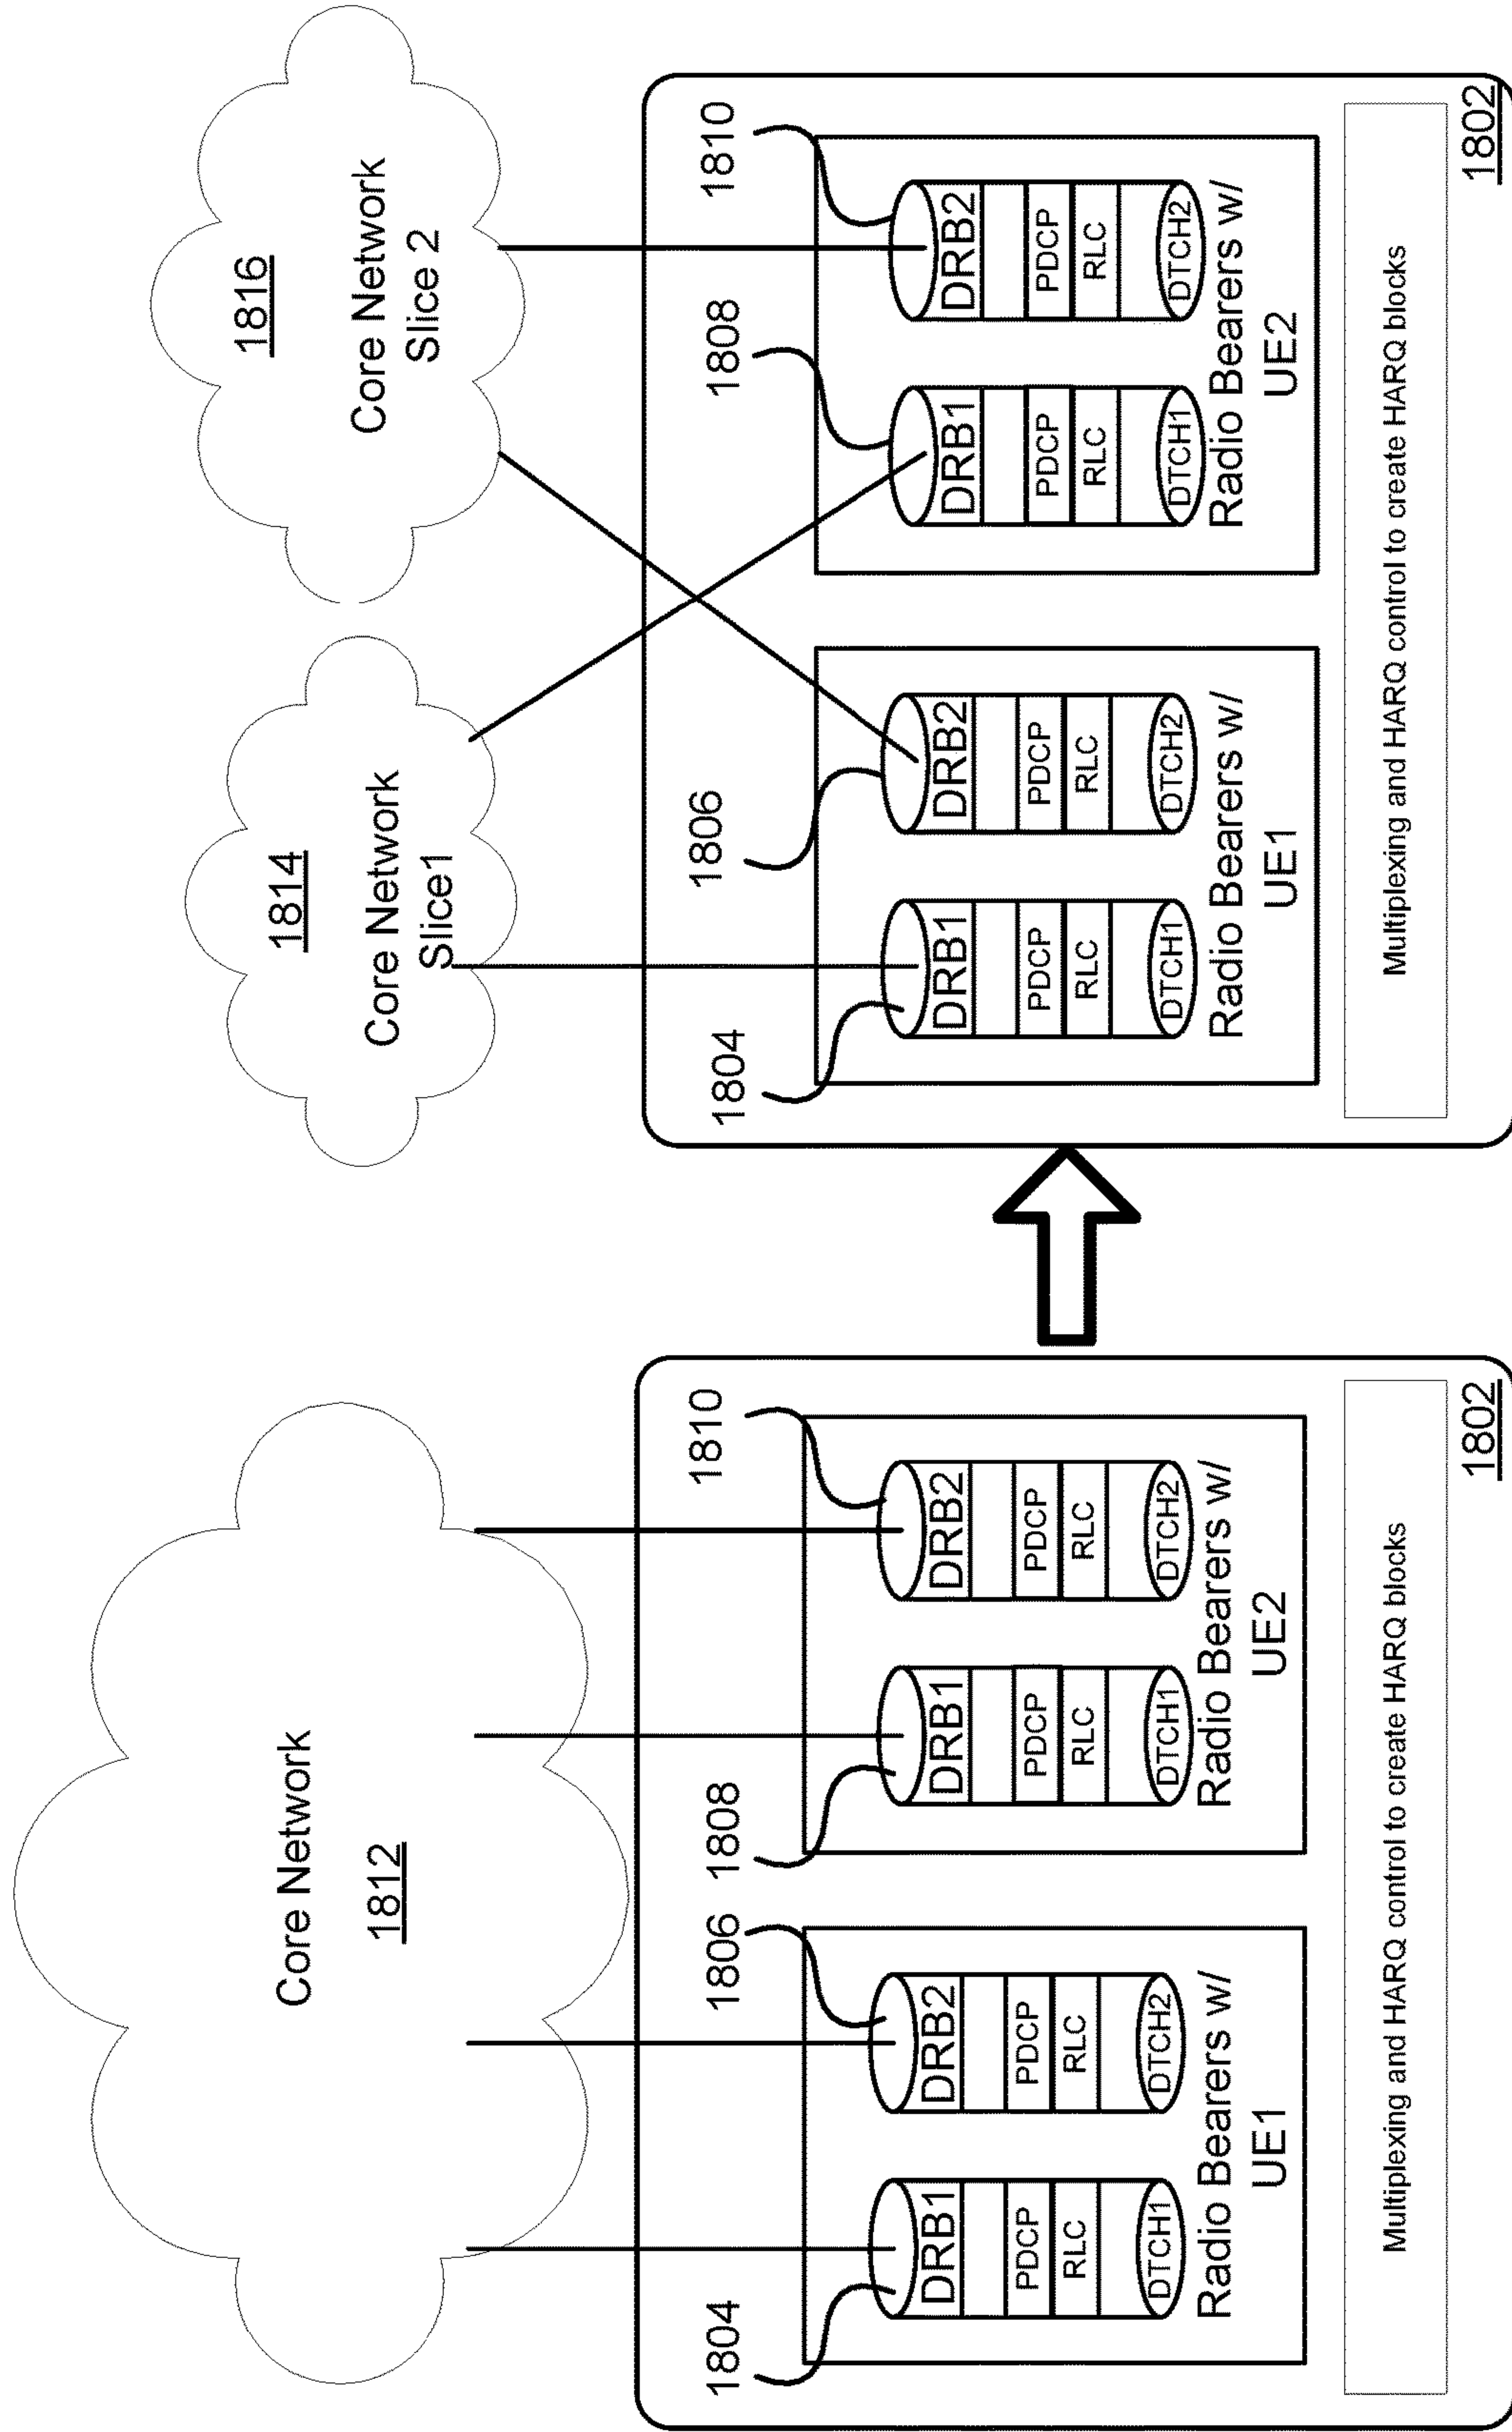 Core Network
1812
1804
1806
1808
1810
DRB1
PDCP
RLC
DTCH1
DRB2
PDCP
RLC
DTCH2
Radio Bearers w/
UE1
DRB1
PDCP
RLC
DTCH1
DRB2
PDCP
RLC
DTCH2
Radio Bearers w/
UE2
Multiplexing and HARQ control to create HARQ blocks
1802
1814
Core Network
Slice1
1816
Core Network
Slice 2
1804
1806
1808
1810
DRB1
PDCP
RLC
DTCH1
DRB2
PDCP
RLC
DTCH2
Radio Bearers w/
UE1
DRB1
PDCP
RLC
DTCH1
DRB2
PDCP
RLC
DTCH2
Radio Bearers w/
UE2
Multiplexing and HARQ control to create HARQ blocks
1802